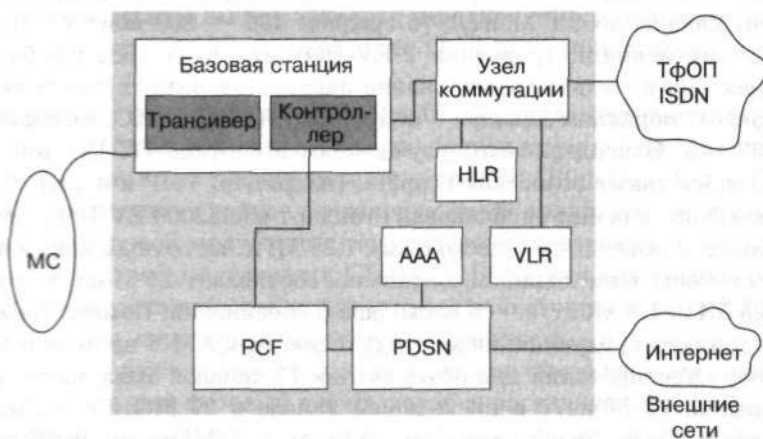 Базовая станция
Трансивер
Контрол-
лер
Узел
коммутации
ТфОП
ISDN
HLR
МС
AAA
VLR
PCF
PDSN
Интернет
Внешние
сети